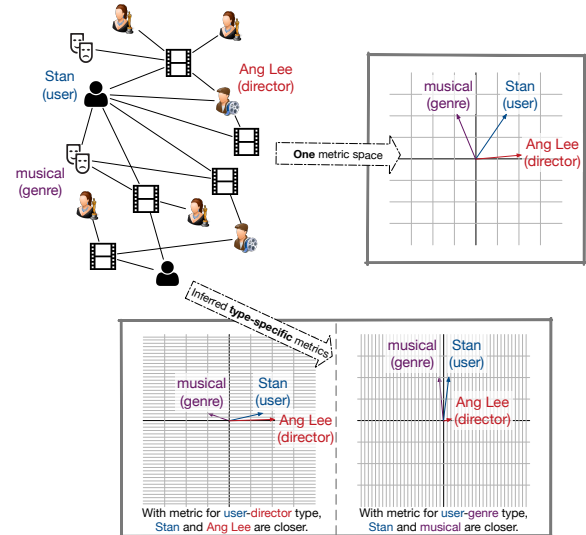 Stan
(user)
Ang Lee
(director)
musical
(genre)
One metric space
musical
(genre)
Stan
(user)
Ang Lee
(director)
Inferred type-specific metrics
musical
(genre)
Stan
(user)
Ang Lee
(director)
With metric for user-director type,
Stan and Ang Lee are closer.
musical
(genre)
Stan
(user)
Ang Lee
(director)
With metric for user-genre type,
Stan and musical are closer.